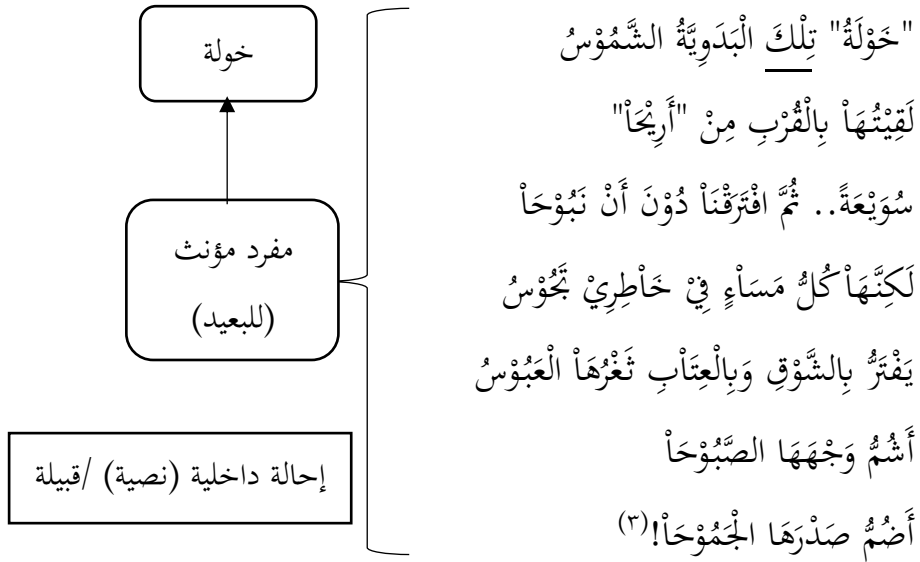 "خَوْلَةُ" تِلْكَ الْبَدَوِيَّةُ الشَّمُوْسُ
لَقِيْتُهَاْ بِالْقُرْبِ مِنْ "أَرِيْحَاْ"
سُوَيْعَةً.. ثُمَّ افْتَرَقْنَاْ دُوْنَ أَنْ نَبُوْحَاْ
لَكِنَّهَاْ كُلُّ مَسَاْءٍ فِيْ خَاْطِرِيْ تَجُوْسُ
يَفْتَرُّ بِالشَّوْقِ وَبِالْعِتَاْبِ ثَغْرُهَاْ الْعَبُوْسُ
أَشُمُّ وَجْهَهَا الصَّبُوْحَاْ
أَضُمُّ صَدْرَهَا الْجَمُوْحَاْ!(٣)
خولة
مفرد مؤنث
(للبعيد)
إحالة داخلية (نصية) /قبيلة